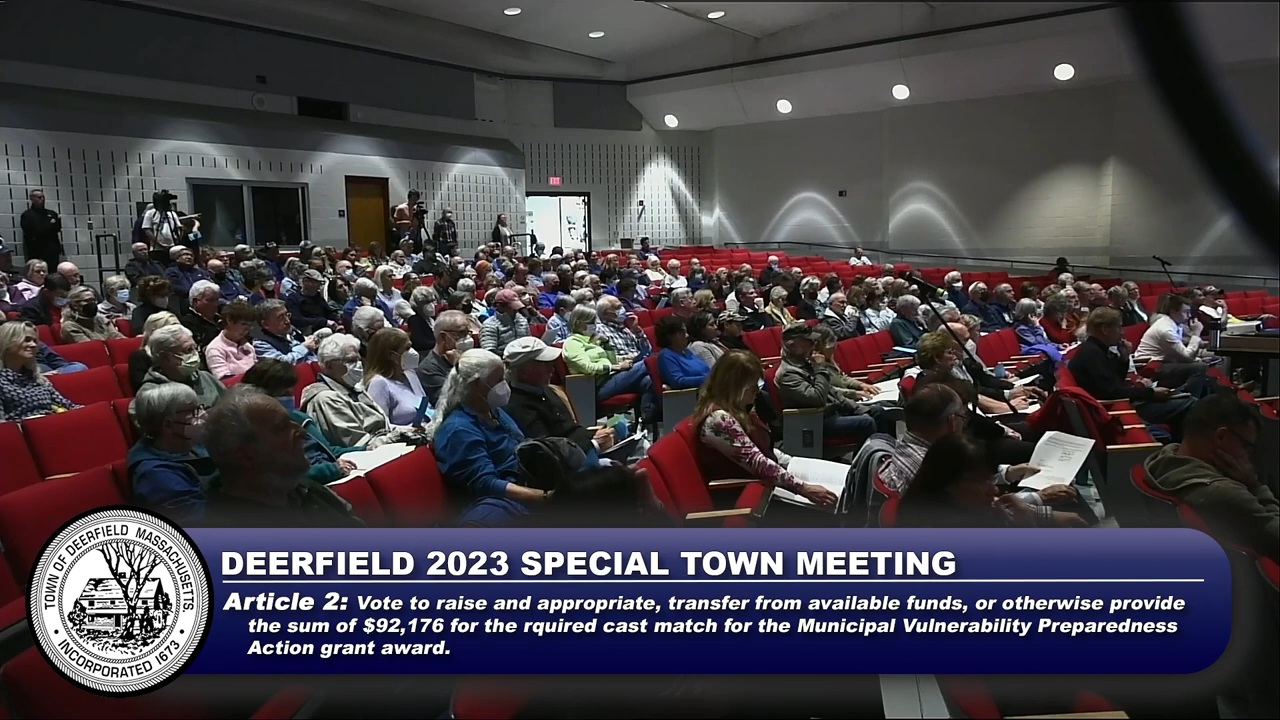 EXIT
DEERFIELD 2023 SPECIAL TOWN MEETING
Article 2: Vote to raise and appropriate, transfer from available funds, or otherwise provide
the sum of $92,176 for the rquired cast match for the Municipal Vulnerability Preparedness
Action grant award.
TOWN OF DEERFIELD MASSACHUSETTS.
• INCORPORATED 1673 •